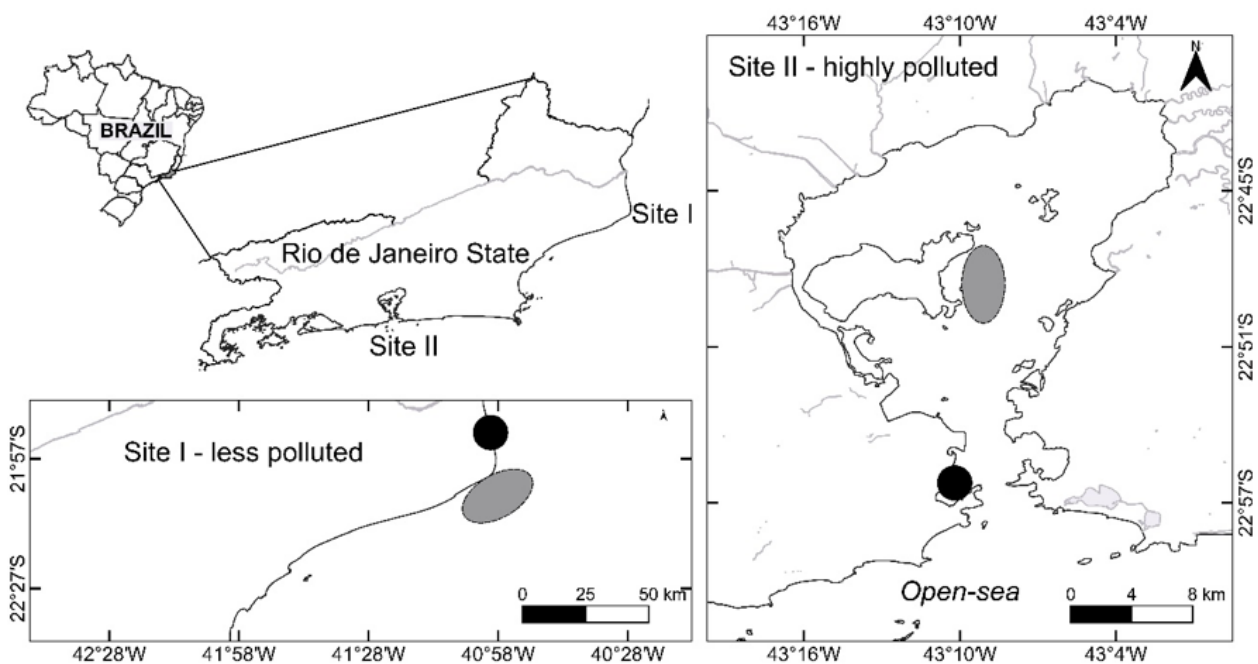 BRAZIL
Rio de Janeiro State
Site I
Site II
Site I - less polluted
21°57'S
22°27'S
0 25 50 km
42°28'W 41°58'W 41°28'W 40°58'W 40°28'W
43°16'W 43°10'W 43°4'W
Site II - highly polluted
N
22°45'S
22°51'S
22°57'S
Open-sea
0 4 8 km
43°16'W 43°10'W 43°4'W